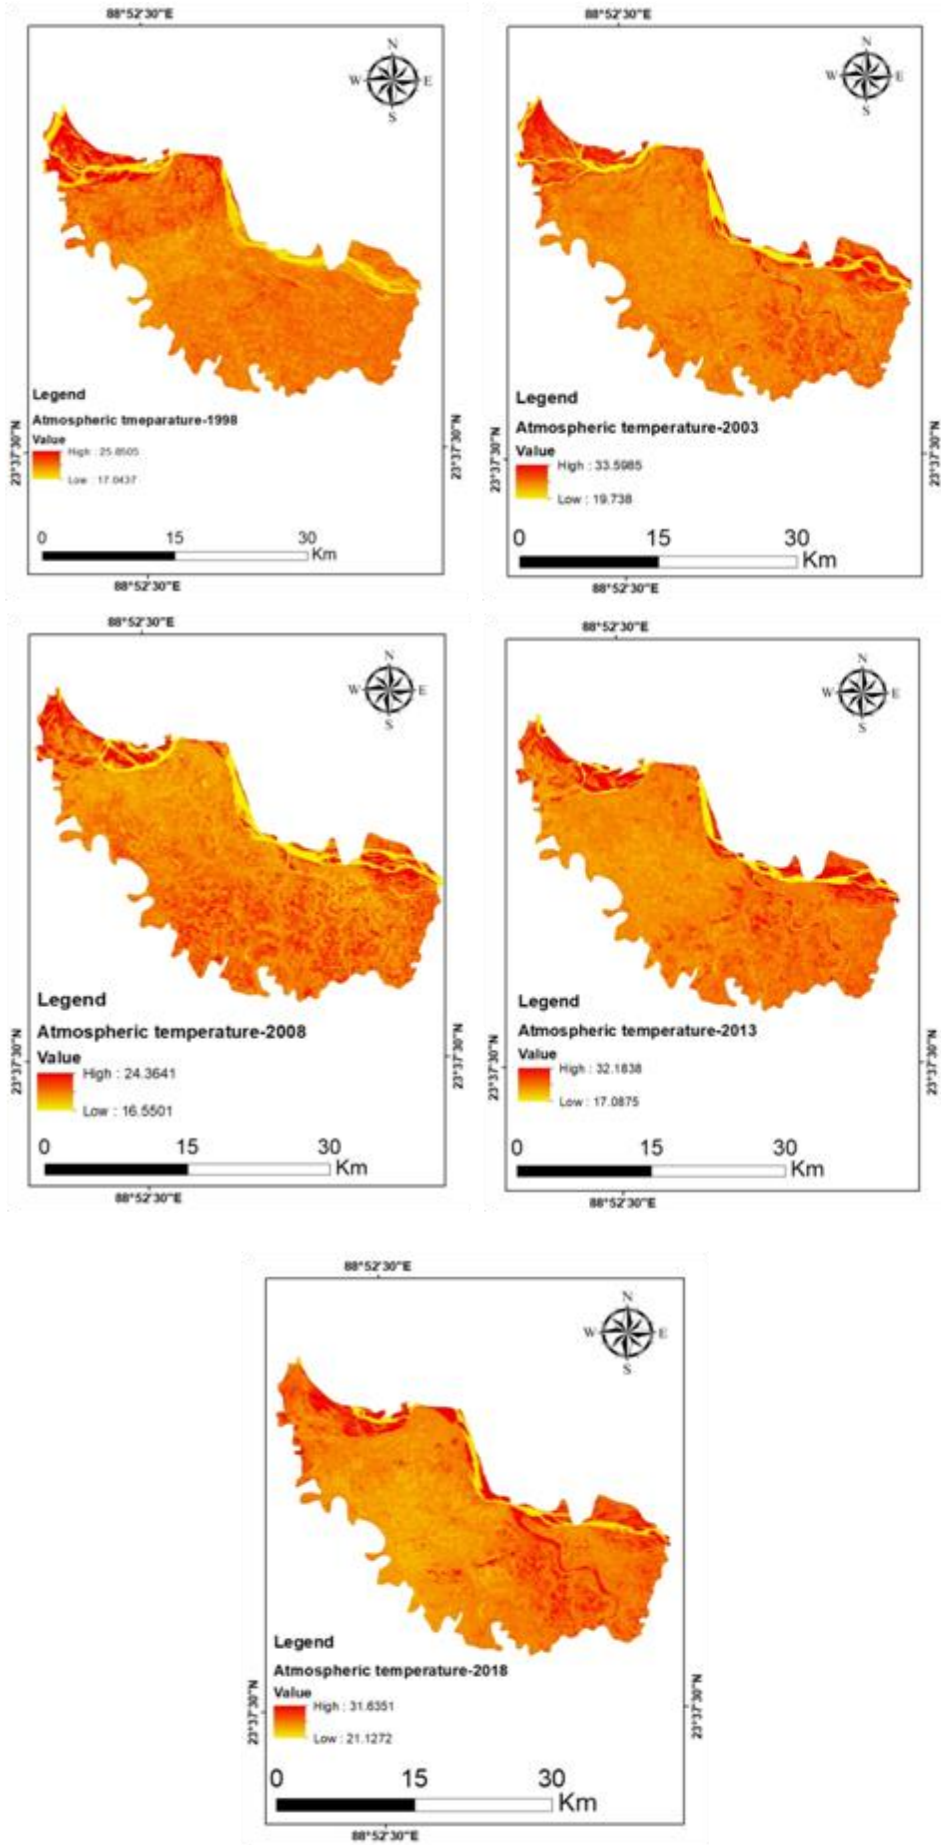 88°52'30"E
88°52'30"E
N
W E
S
N
W E
S
Legend
Atmospheric tmeparature-1998
Value
High : 25.8505
Low : 17.0437
23°37'30"N
23°37'30"N
0 15 30
Km
88°52'30"E
Legend
Atmospheric temperature-2003
Value
High : 33.5985
Low : 19.738
23°37'30"N
23°37'30"N
0 15 30
Km
88°52'30"E
88°52'30"E
88°52'30"E
N
W E
S
N
W E
S
Legend
Atmospheric temperature-2008
Value
High : 24.3641
Low : 16.5501
23°37'30"N
23°37'30"N
0 15 30
Km
88°52'30"E
Legend
Atmospheric temperature-2013
Value
High : 32.1838
Low : 17.0875
23°37'30"N
23°37'30"N
0 15 30
Km
88°52'30"E
88°52'30"E
N
W E
S
Legend
Atmospheric temperature-2018
Value
High : 31.6351
Low : 21.1272
23°37'30"N
23°37'30"N
0 15 30
Km
88°52'30"E